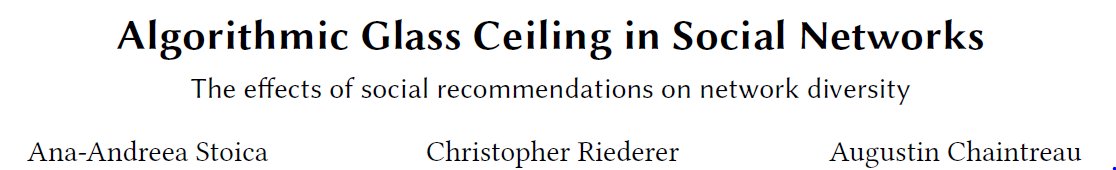 Algorithmic Glass Ceiling in Social Networks
The effects of social recommendations on network diversity
Ana-Andreea Stoica Christopher Riederer Augustin Chaintreau